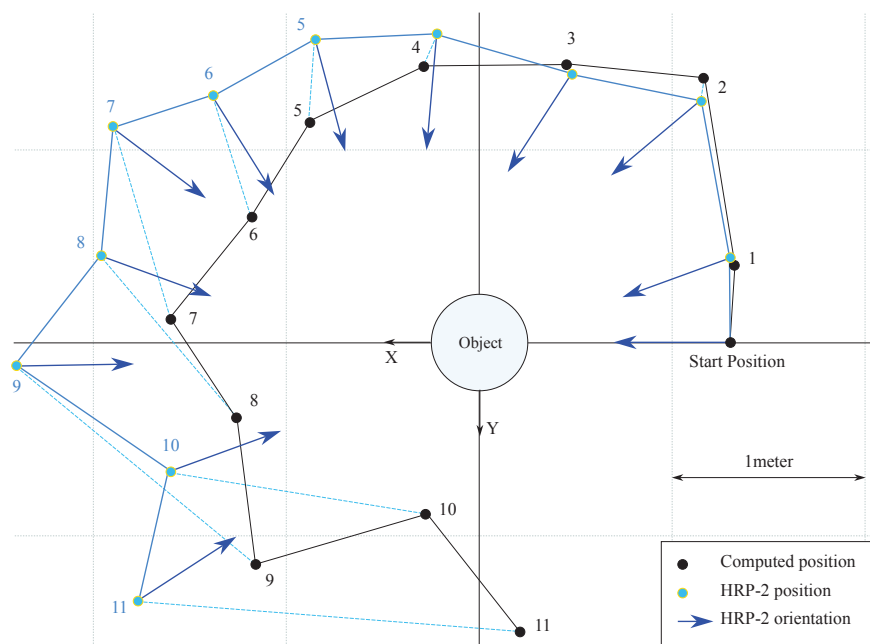 5
4
3
6
2
7
5
6
1
8
7
Object
X
Start Position
9
8
Y
10
1meter
10
9
11
11
Computed position
HRP-2 position
HRP-2 orientation